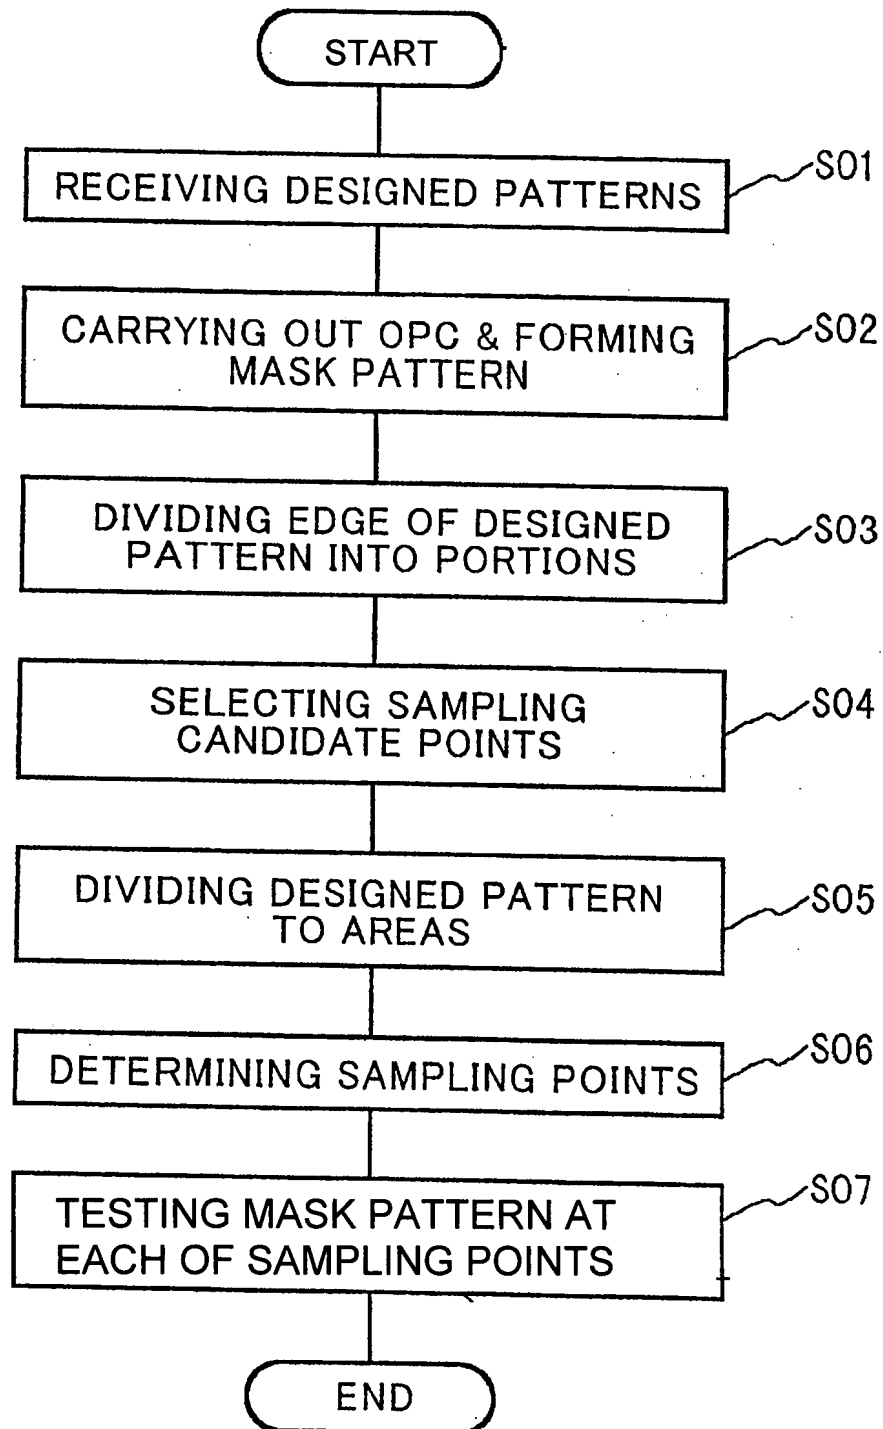 START
RECEIVING DESIGNED PATTERNS
S01
CARRYING OUT OPC & FORMING
MASK PATTERN
S02
DIVIDING EDGE OF DESIGNED
PATTERN INTO PORTIONS
S03
SELECTING SAMPLING
CANDIDATE POINTS
S04
DIVIDING DESIGNED PATTERN
TO AREAS
S05
DETERMINING SAMPLING POINTS
S06
TESTING MASK PATTERN AT
EACH OF SAMPLING POINTS
S07
END